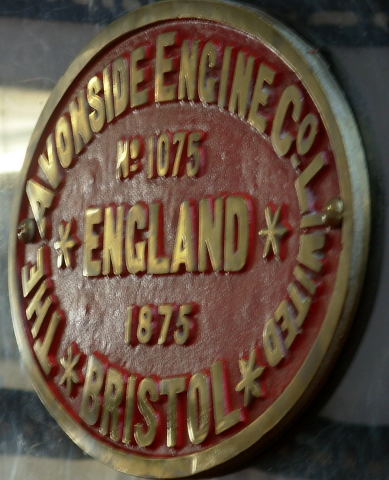 THE AVONSIDE ENGINE Co. LIMITED
No 1075
ENGLAND
1875
BRISTOL